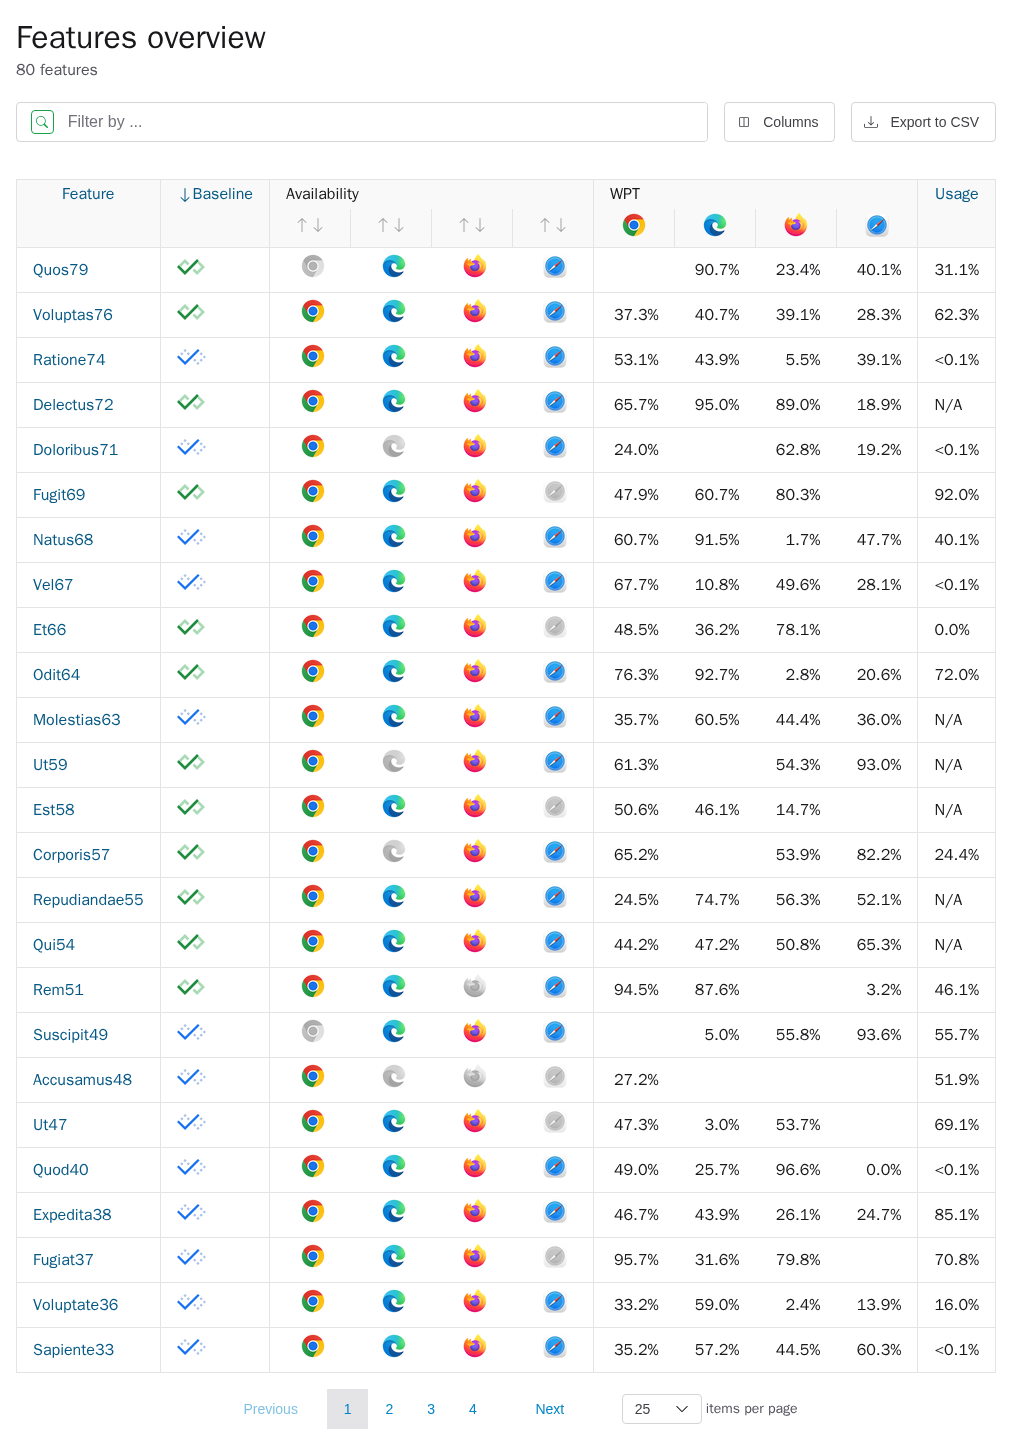 Features overview
80 features
Filter by ...
Columns
Export to CSV
Feature Baseline Availability WPT Usage
Quos79 90.7% 23.4% 40.1% 31.1%
Voluptas76 37.3% 40.7% 39.1% 28.3% 62.3%
Ratione74 53.1% 43.9% 5.5% 39.1% <0.1%
Delectus72 65.7% 95.0% 89.0% 18.9% N/A
Doloribus71 24.0% 62.8% 19.2% <0.1%
Fugit69 47.9% 60.7% 80.3% 92.0%
Natus68 60.7% 91.5% 1.7% 47.7% 40.1%
Vel67 67.7% 10.8% 49.6% 28.1% <0.1%
Et66 48.5% 36.2% 78.1% 0.0%
Odit64 76.3% 92.7% 2.8% 20.6% 72.0%
Molestias63 35.7% 60.5% 44.4% 36.0% N/A
Ut59 61.3% 54.3% 93.0% N/A
Est58 50.6% 46.1% 14.7% N/A
Corporis57 65.2% 53.9% 82.2% 24.4%
Repudiandae55 24.5% 74.7% 56.3% 52.1% N/A
Qui54 44.2% 47.2% 50.8% 65.3% N/A
Rem51 94.5% 87.6% 3.2% 46.1%
Suscipit49 5.0% 55.8% 93.6% 55.7%
Accusamus48 27.2% 51.9%
Ut47 47.3% 3.0% 53.7% 69.1%
Quod40 49.0% 25.7% 96.6% 0.0% <0.1%
Expedita38 46.7% 43.9% 26.1% 24.7% 85.1%
Fugiat37 95.7% 31.6% 79.8% 70.8%
Voluptate36 33.2% 59.0% 2.4% 13.9% 16.0%
Sapiente33 35.2% 57.2% 44.5% 60.3% <0.1%
Previous 1 2 3 4 Next 25 items per page